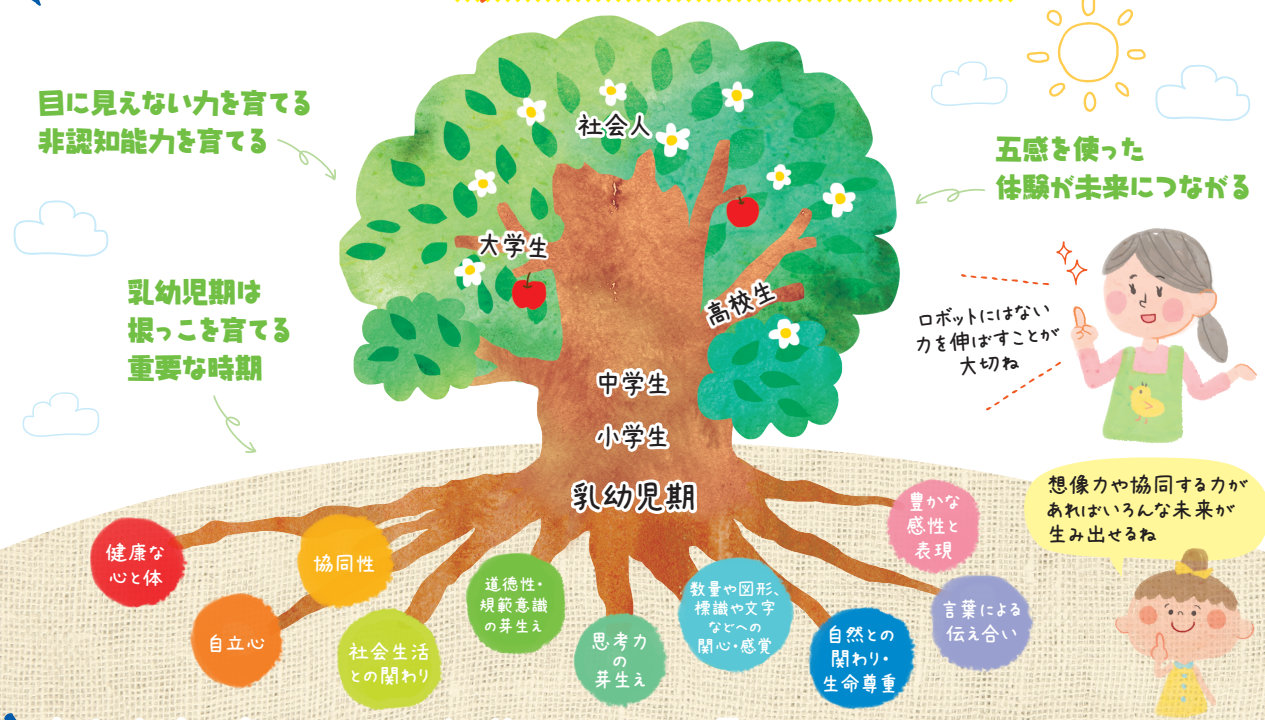 目に見えない力を育てる
非認知能力を育てる
五感を使った
体験が未来につながる
乳幼児期は
根っこを育てる
重要な時期
社会人
大学生
高校生
中学生
小学生
乳幼児期
ロボットにはない
力を伸ばすことが
大切ね
想像力や協同する力が
あればいろんな未来が
生み出せるね
健康な
心と体
自立心
協同性
社会生活
との関わり
道徳性・
規範意識
の芽生え
思考力
の
芽生え
数量や図形、
標識や文字
などへの
関心・感覚
自然との
関わり・
生命尊重
言葉による
伝え合い
豊かな
感性と
表現